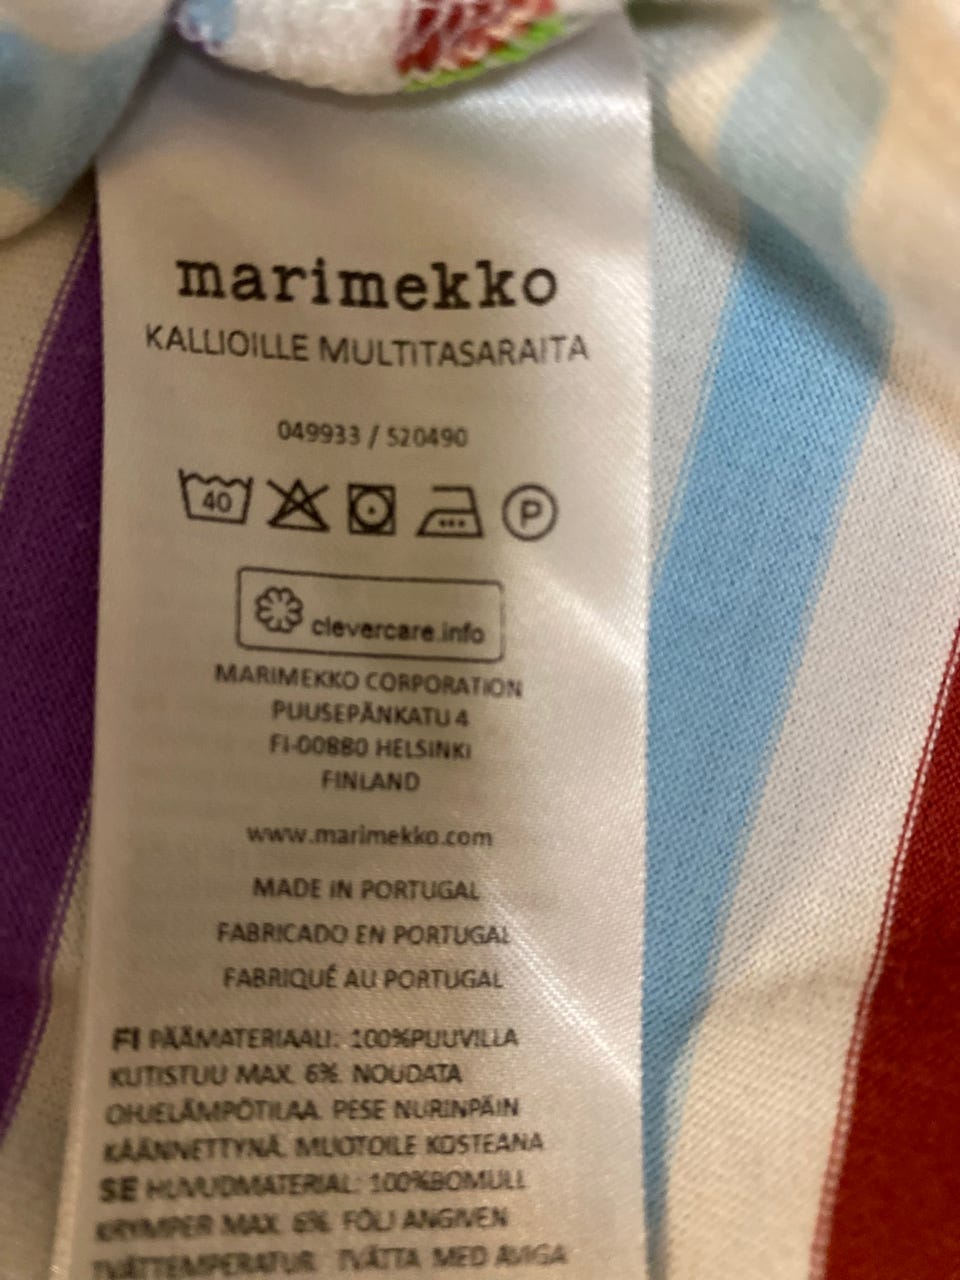 marimekko
KALLIOILLE MULTITASARAITA
049933 / 520490
40 P
clevercare.info
MARIMEKKO CORPORATION
PUUSEPÄNKATU 4
FI-00880 HELSINKI
FINLAND
www.marimekko.com
MADE IN PORTUGAL
FABRICADO EN PORTUGAL
FABRIQUÉ AU PORTUGAL
FI PÄÄMATERIAALI: 100%PUUVILLA
KUTISTUU MAX. 6%. NOUDATA
OHJELÄMPÖTILAA. PESE NURINPÄIN
KÄÄNNETTYNÄ. MUOTOILE KOSTEANA
SE HUVUDMATERIAL: 100%BOMULL
KRYMPER MAX. 6%. FÖLJ ANGIVEN
TVÄTTEMPERATUR. TVÄTTA MED AVIGA